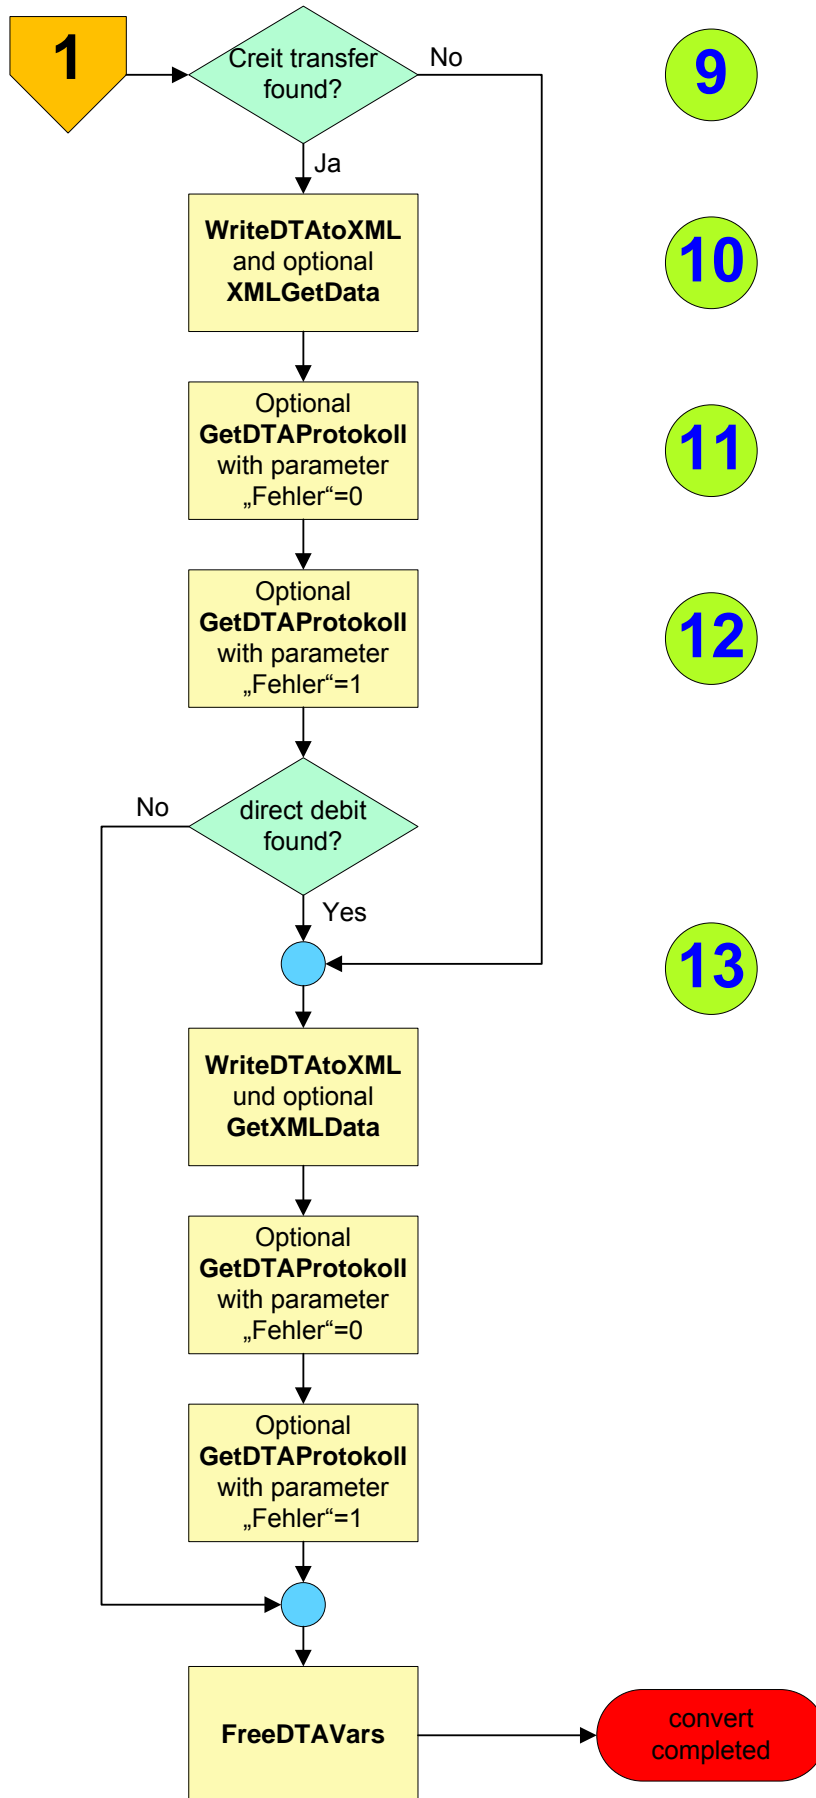 1
Creit transfer
found?
No
9
Ja
WriteDTAtoXML
and optional
XMLGetData
10
Optional
GetDTAProtokoll
with parameter
„Fehler“=0
11
Optional
GetDTAProtokoll
with parameter
„Fehler“=1
12
No
direct debit
found?
Yes
13
WriteDTAtoXML
und optional
GetXMLData
Optional
GetDTAProtokoll
with parameter
„Fehler“=0
Optional
GetDTAProtokoll
with parameter
„Fehler“=1
FreeDTAVars
convert
completed